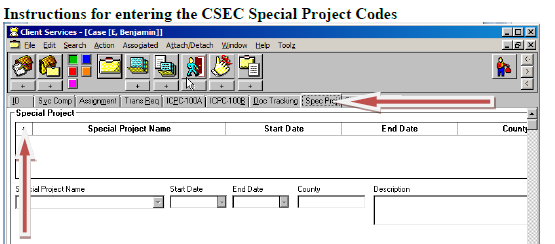 Instructions for entering the CSEC Special Project Codes
Client Services - [Case [E, Benjamin]]
File Edit Search Action Associated Attach/Detach Window Help Tools
+ + + + + +
ID Svc Comp Assignment Trans Req ICPC-100A ICPC-100B Doc Tracking Spec Proj
Special Project
Special Project Name Start Date End Date County
Special Project Name Start Date End Date County Description